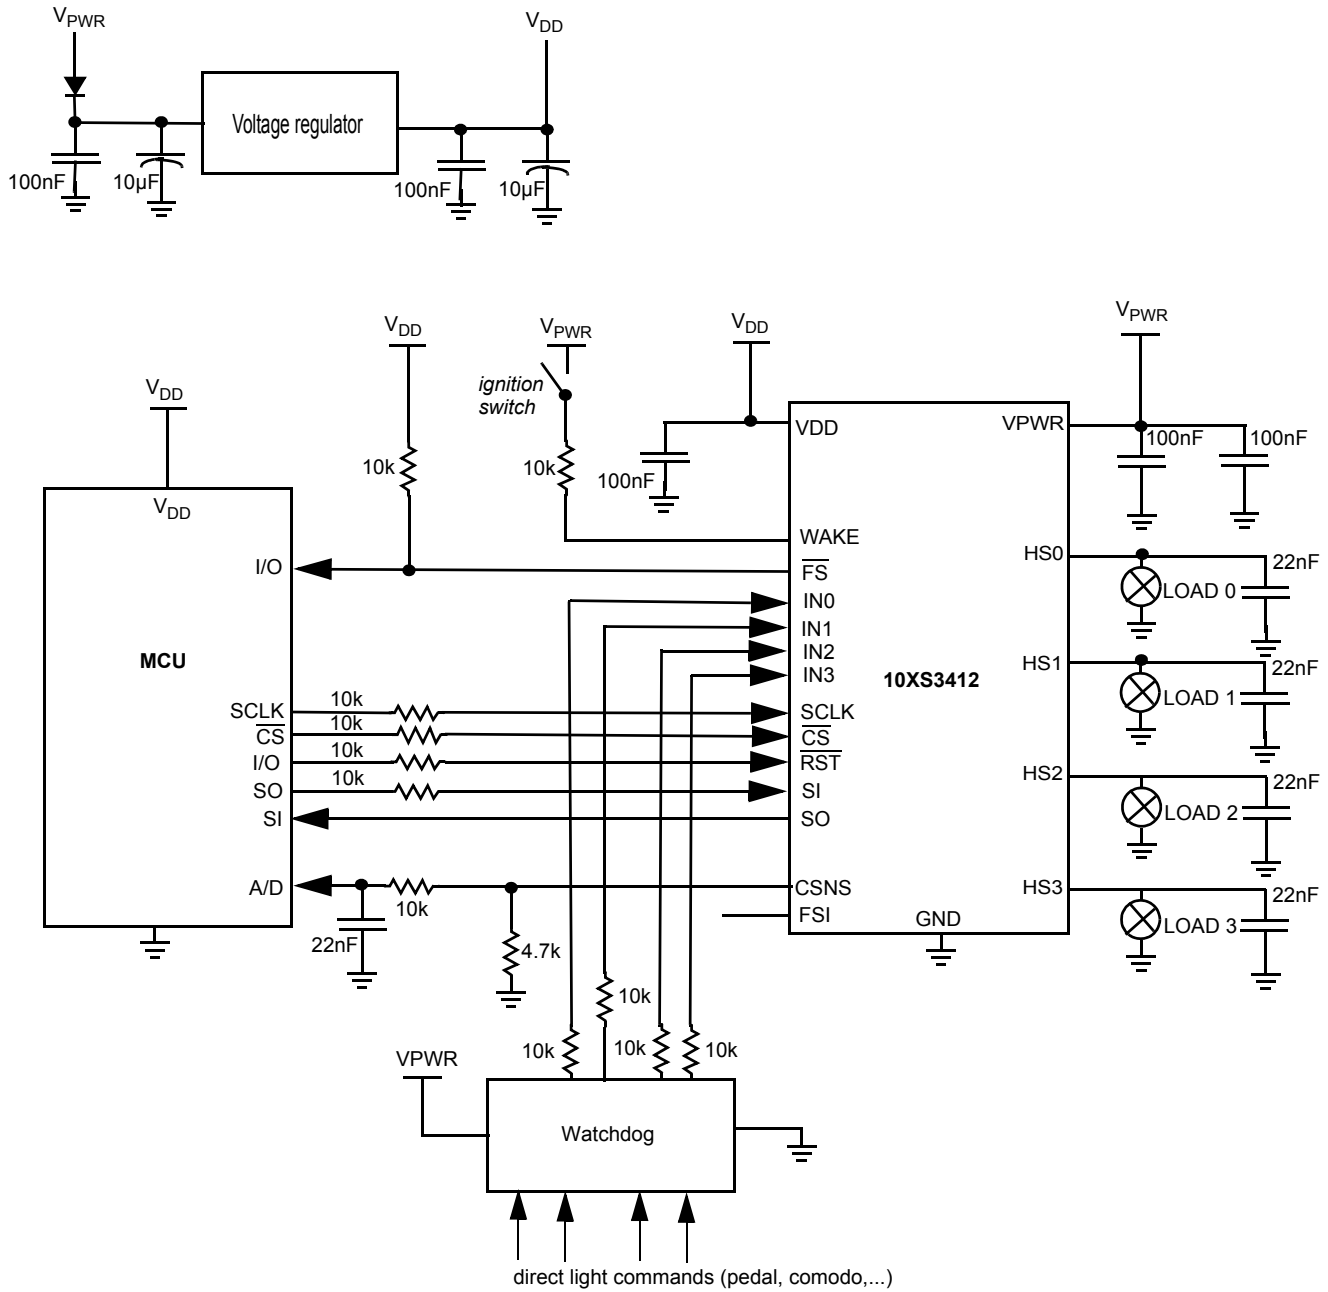 VPWR
VDD
Voltage regulator
100nF
10µF
100nF
10µF
VDD
VPWR
VDD
VPWR
VDD
ignition
switch
10k
10k
100nF
100nF
100nF
VDD
VDD
VPWR
WAKE
I/O
FS
HS0
22nF
LOAD 0
IN0
IN1
IN2
IN3
MCU
10XS3412
HS1
22nF
LOAD 1
SCLK
10k
SCLK
CS
10k
CS
I/O
10k
RST
SO
10k
SI
SI
SO
HS2
22nF
LOAD 2
A/D
10k
CSNS
FSI
GND
HS3
22nF
LOAD 3
22nF
4.7k
10k
10k
10k
10k
VPWR
Watchdog
direct light commands (pedal, comodo,...)